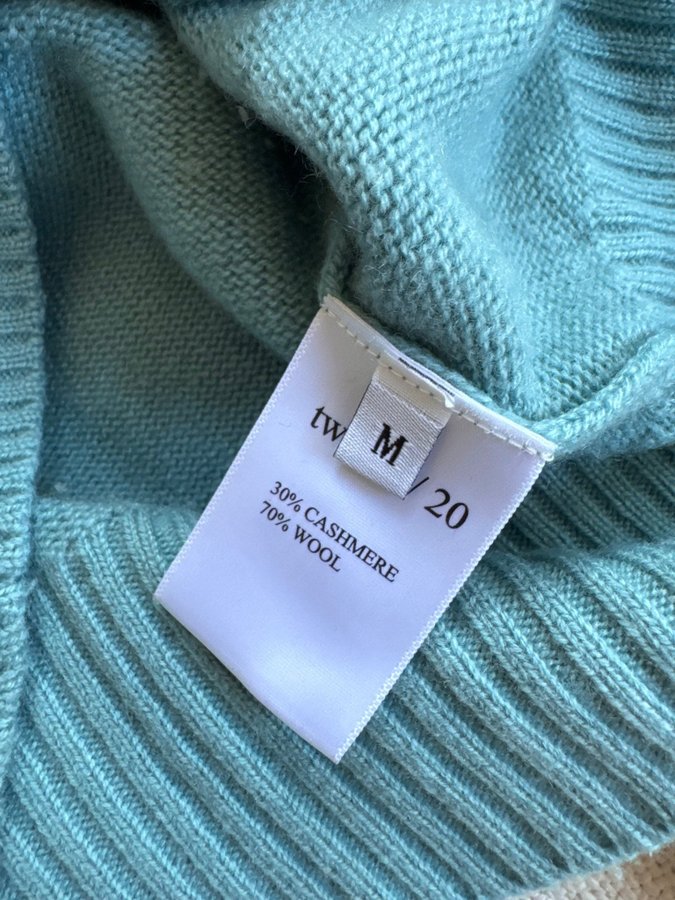 tw / 20
M
30% CASHMERE
70% WOOL